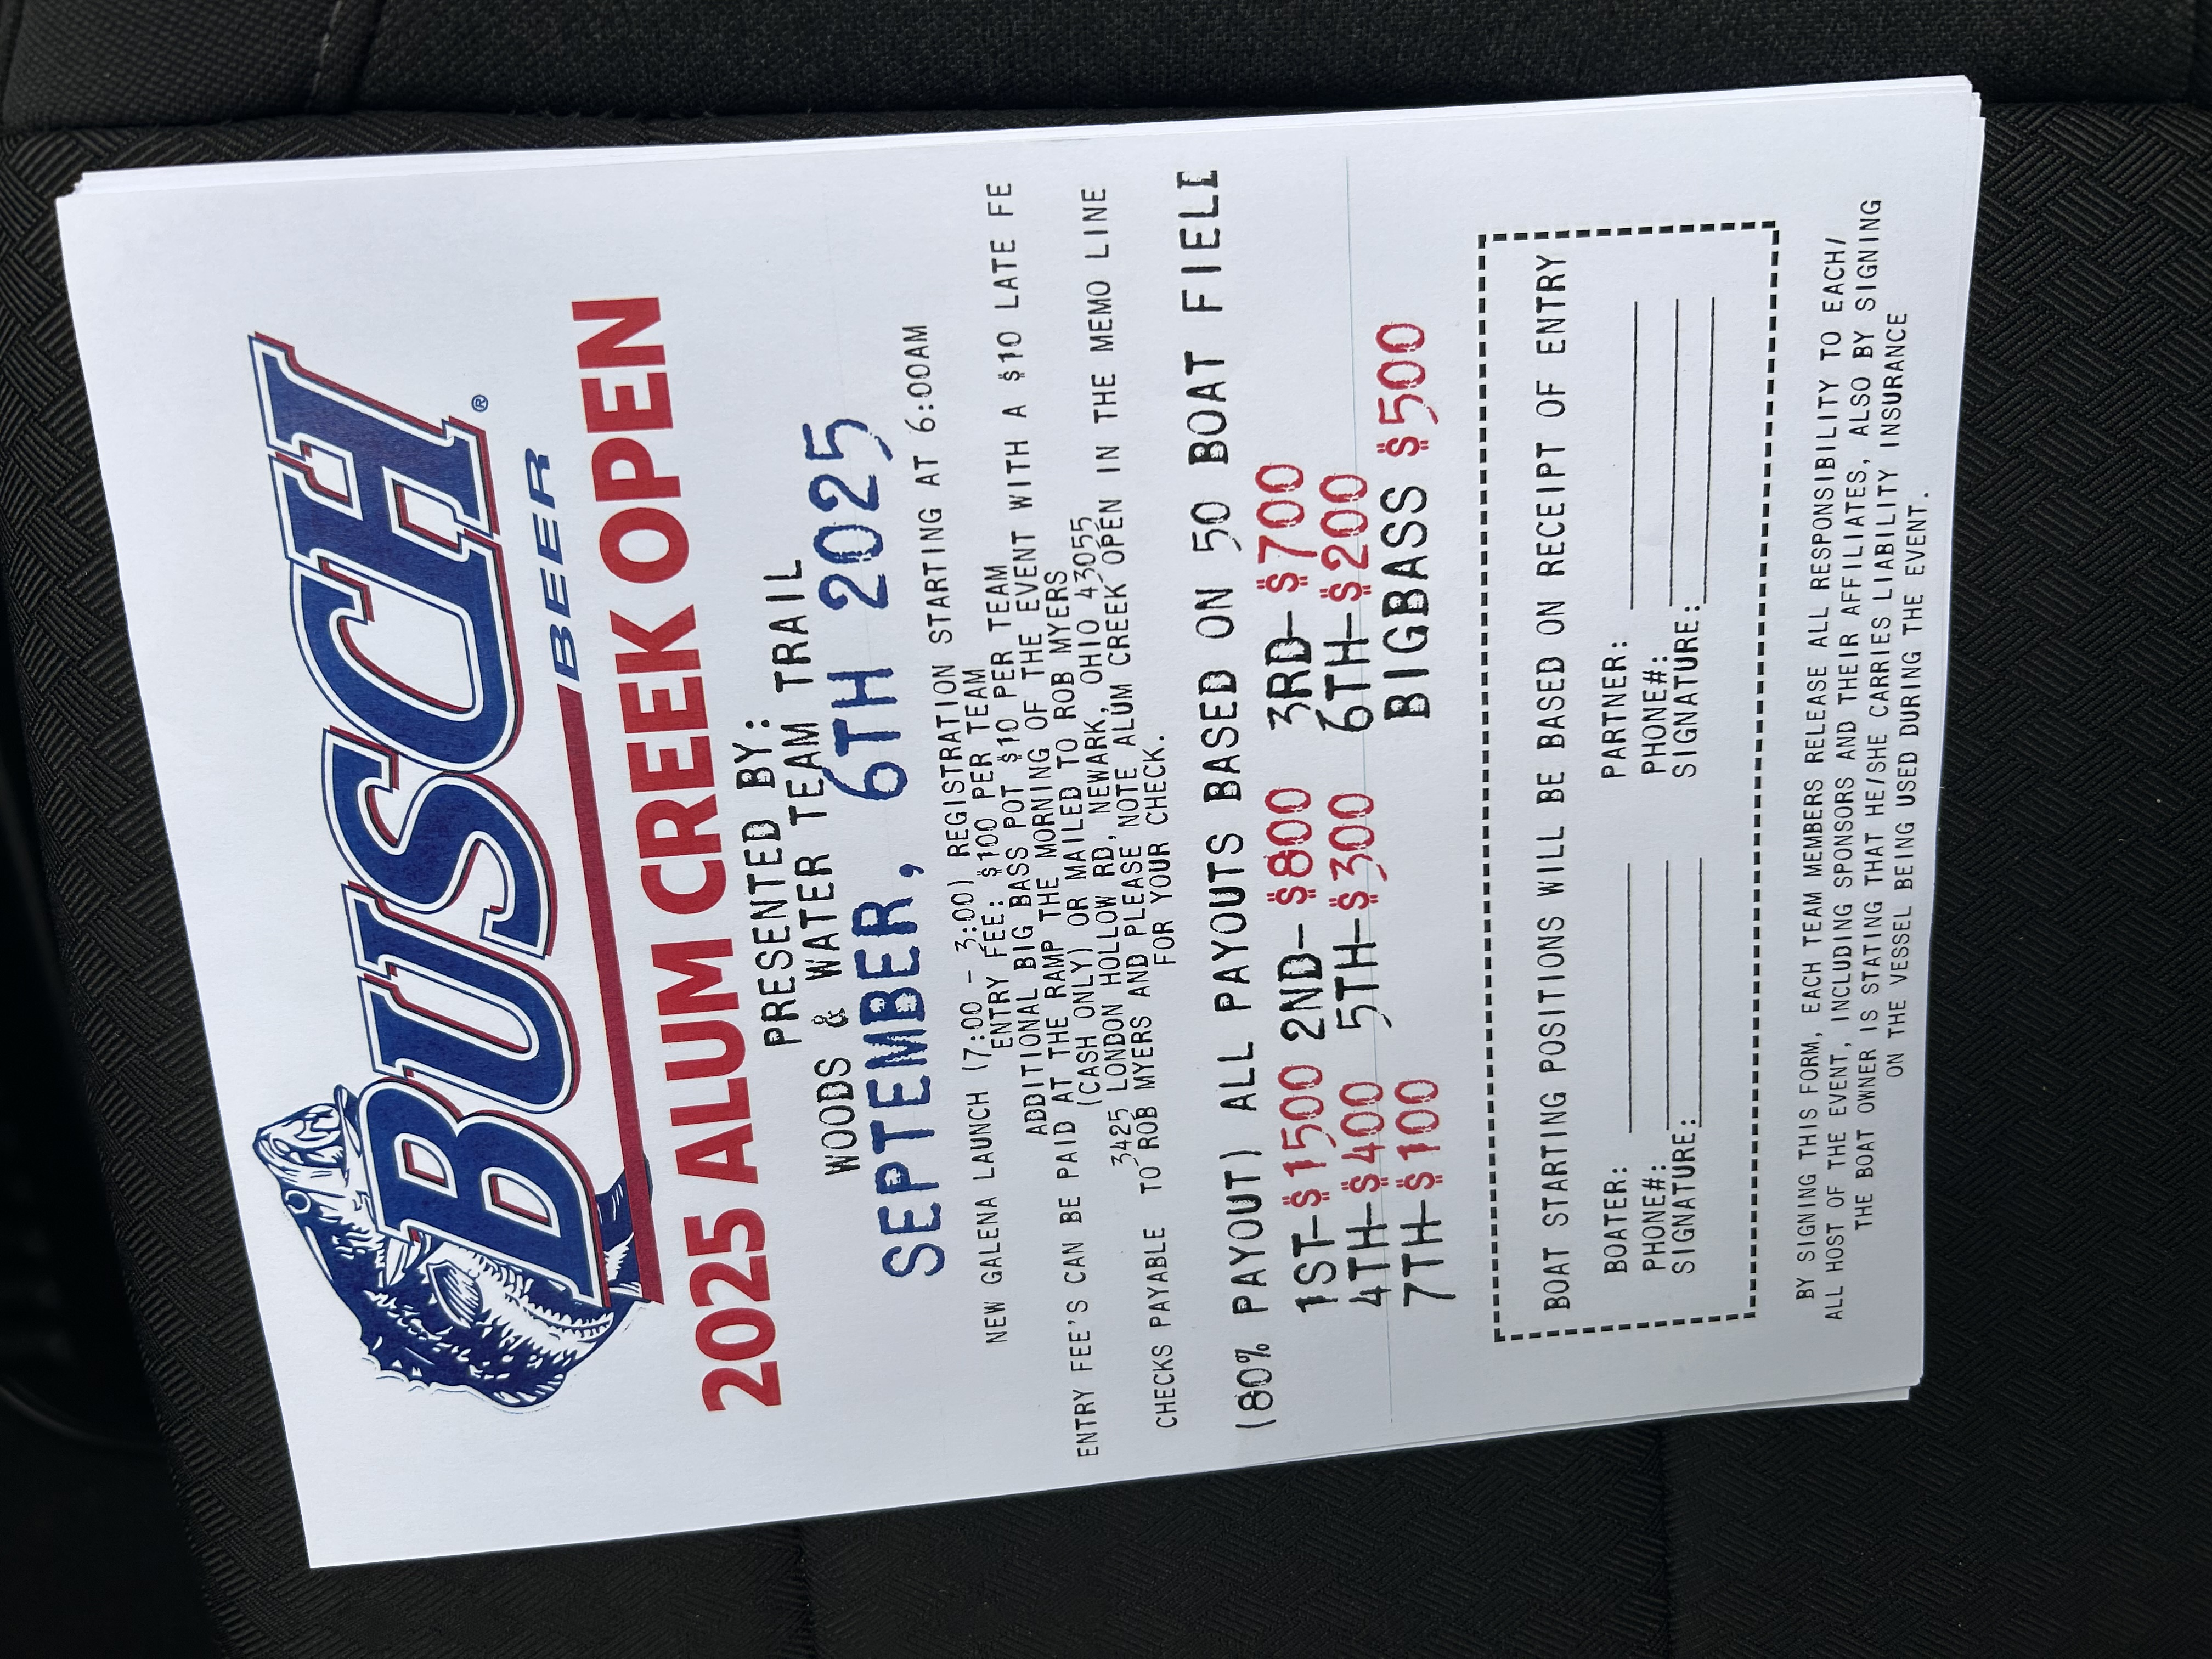 BUSCH®
BEER
2025 ALUM CREEK OPEN
PRESENTED BY:
WOODS & WATER TEAM TRAIL
SEPTEMBER, 6TH 2025
NEW GALENA LAUNCH (7:00 - 3:00) REGISTRATION STARTING AT 6:00AM
ENTRY FEE: $100 PER TEAM
ADDITIONAL BIG BASS POT $10 PER TEAM
ENTRY FEE'S CAN BE PAID AT THE RAMP THE MORNING OF THE EVENT WITH A $10 LATE FE
(CASH ONLY) OR MAILED TO ROB MYERS
3425 LONDON HOLLOW RD, NEWARK, OHIO 43055
CHECKS PAYABLE TO ROB MYERS AND PLEASE NOTE ALUM CREEK OPEN IN THE MEMO LINE
FOR YOUR CHECK.
(80% PAYOUT) ALL PAYOUTS BASED ON 50 BOAT FIELD
1ST-$1500 2ND-$800 3RD-$700
4TH-$400 5TH-$300 6TH-$200
7TH-$100 BIGBASS $500
BOAT STARTING POSITIONS WILL BE BASED ON RECEIPT OF ENTRY
BOATER: PARTNER:
PHONE#: PHONE#:
SIGNATURE: SIGNATURE:
BY SIGNING THIS FORM, EACH TEAM MEMBERS RELEASE ALL RESPONSIBILITY TO EACH/
ALL HOST OF THE EVENT, INCLUDING SPONSORS AND THEIR AFFILIATES, ALSO BY SIGNING
THE BOAT OWNER IS STATING THAT HE/SHE CARRIES LIABILITY INSURANCE
ON THE VESSEL BEING USED DURING THE EVENT.